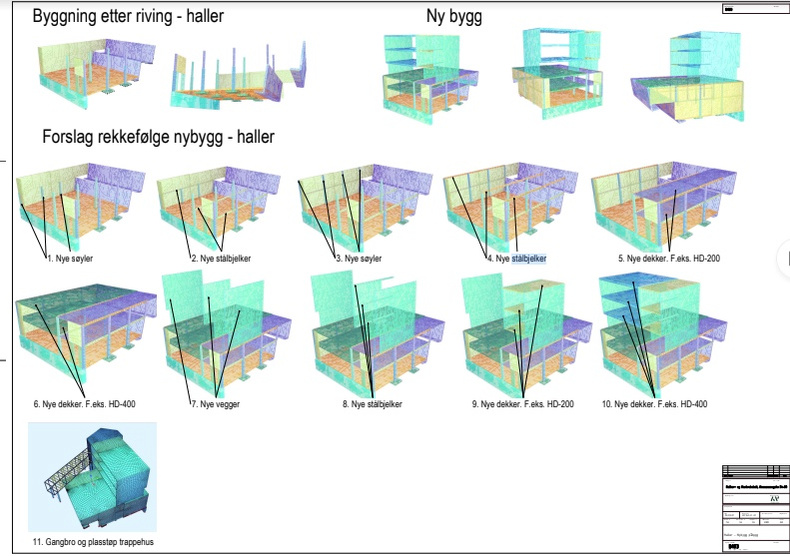 Byggning etter riving - haller
Ny bygg
Forslag rekkefølge nybygg - haller
1. Nye søyler
2. Nye stålbjelker
3. Nye søyler
4. Nye stålbjelker
5. Nye dekker. F.eks. HD-200
6. Nye dekker. F.eks. HD-400
7. Nye vegger
8. Nye stålbjelker
9. Nye dekker. F.eks. HD-200
10. Nye dekker. F.eks. HD-400
11. Gangbro og plasstøp trappehus